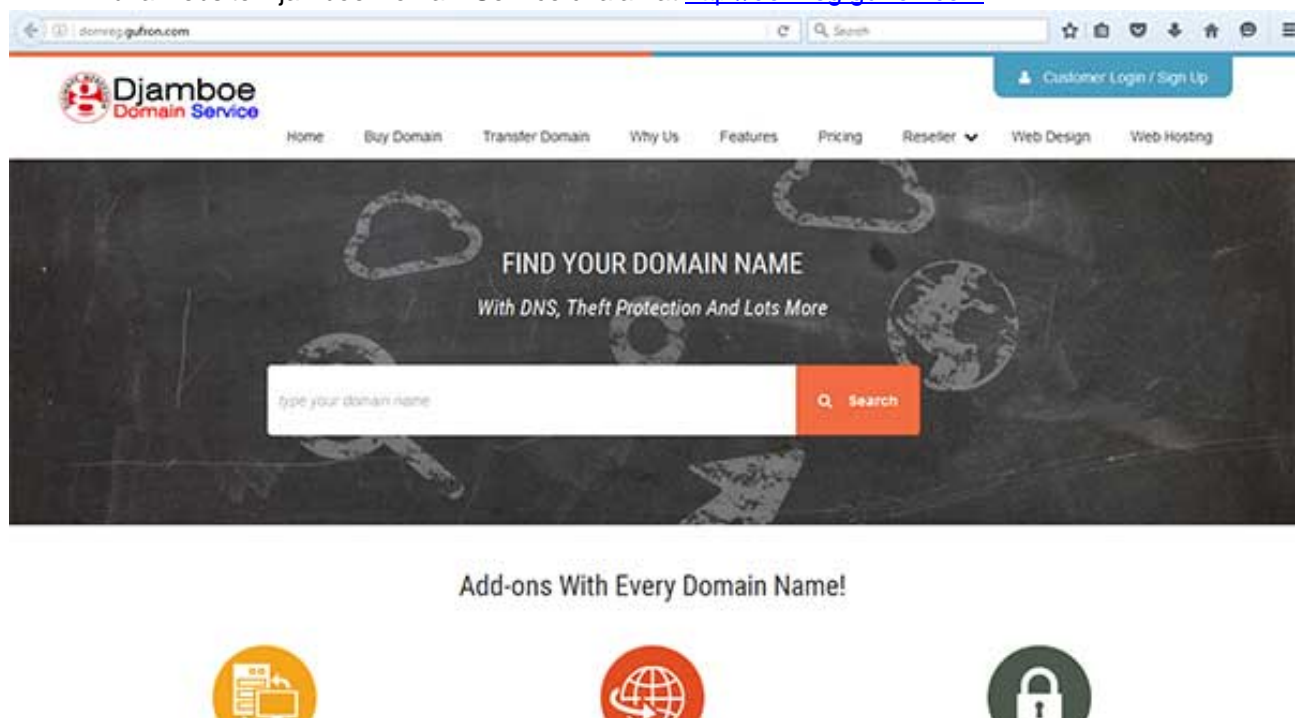 domreg.gufron.com
Search
Customer Login / Sign Up
Djamboe
Domain Service
Home Buy Domain Transfer Domain Why Us Features Pricing Reseller Web Design Web Hosting
FIND YOUR DOMAIN NAME
With DNS, Theft Protection And Lots More
type your domain name
Search
Add-ons With Every Domain Name!